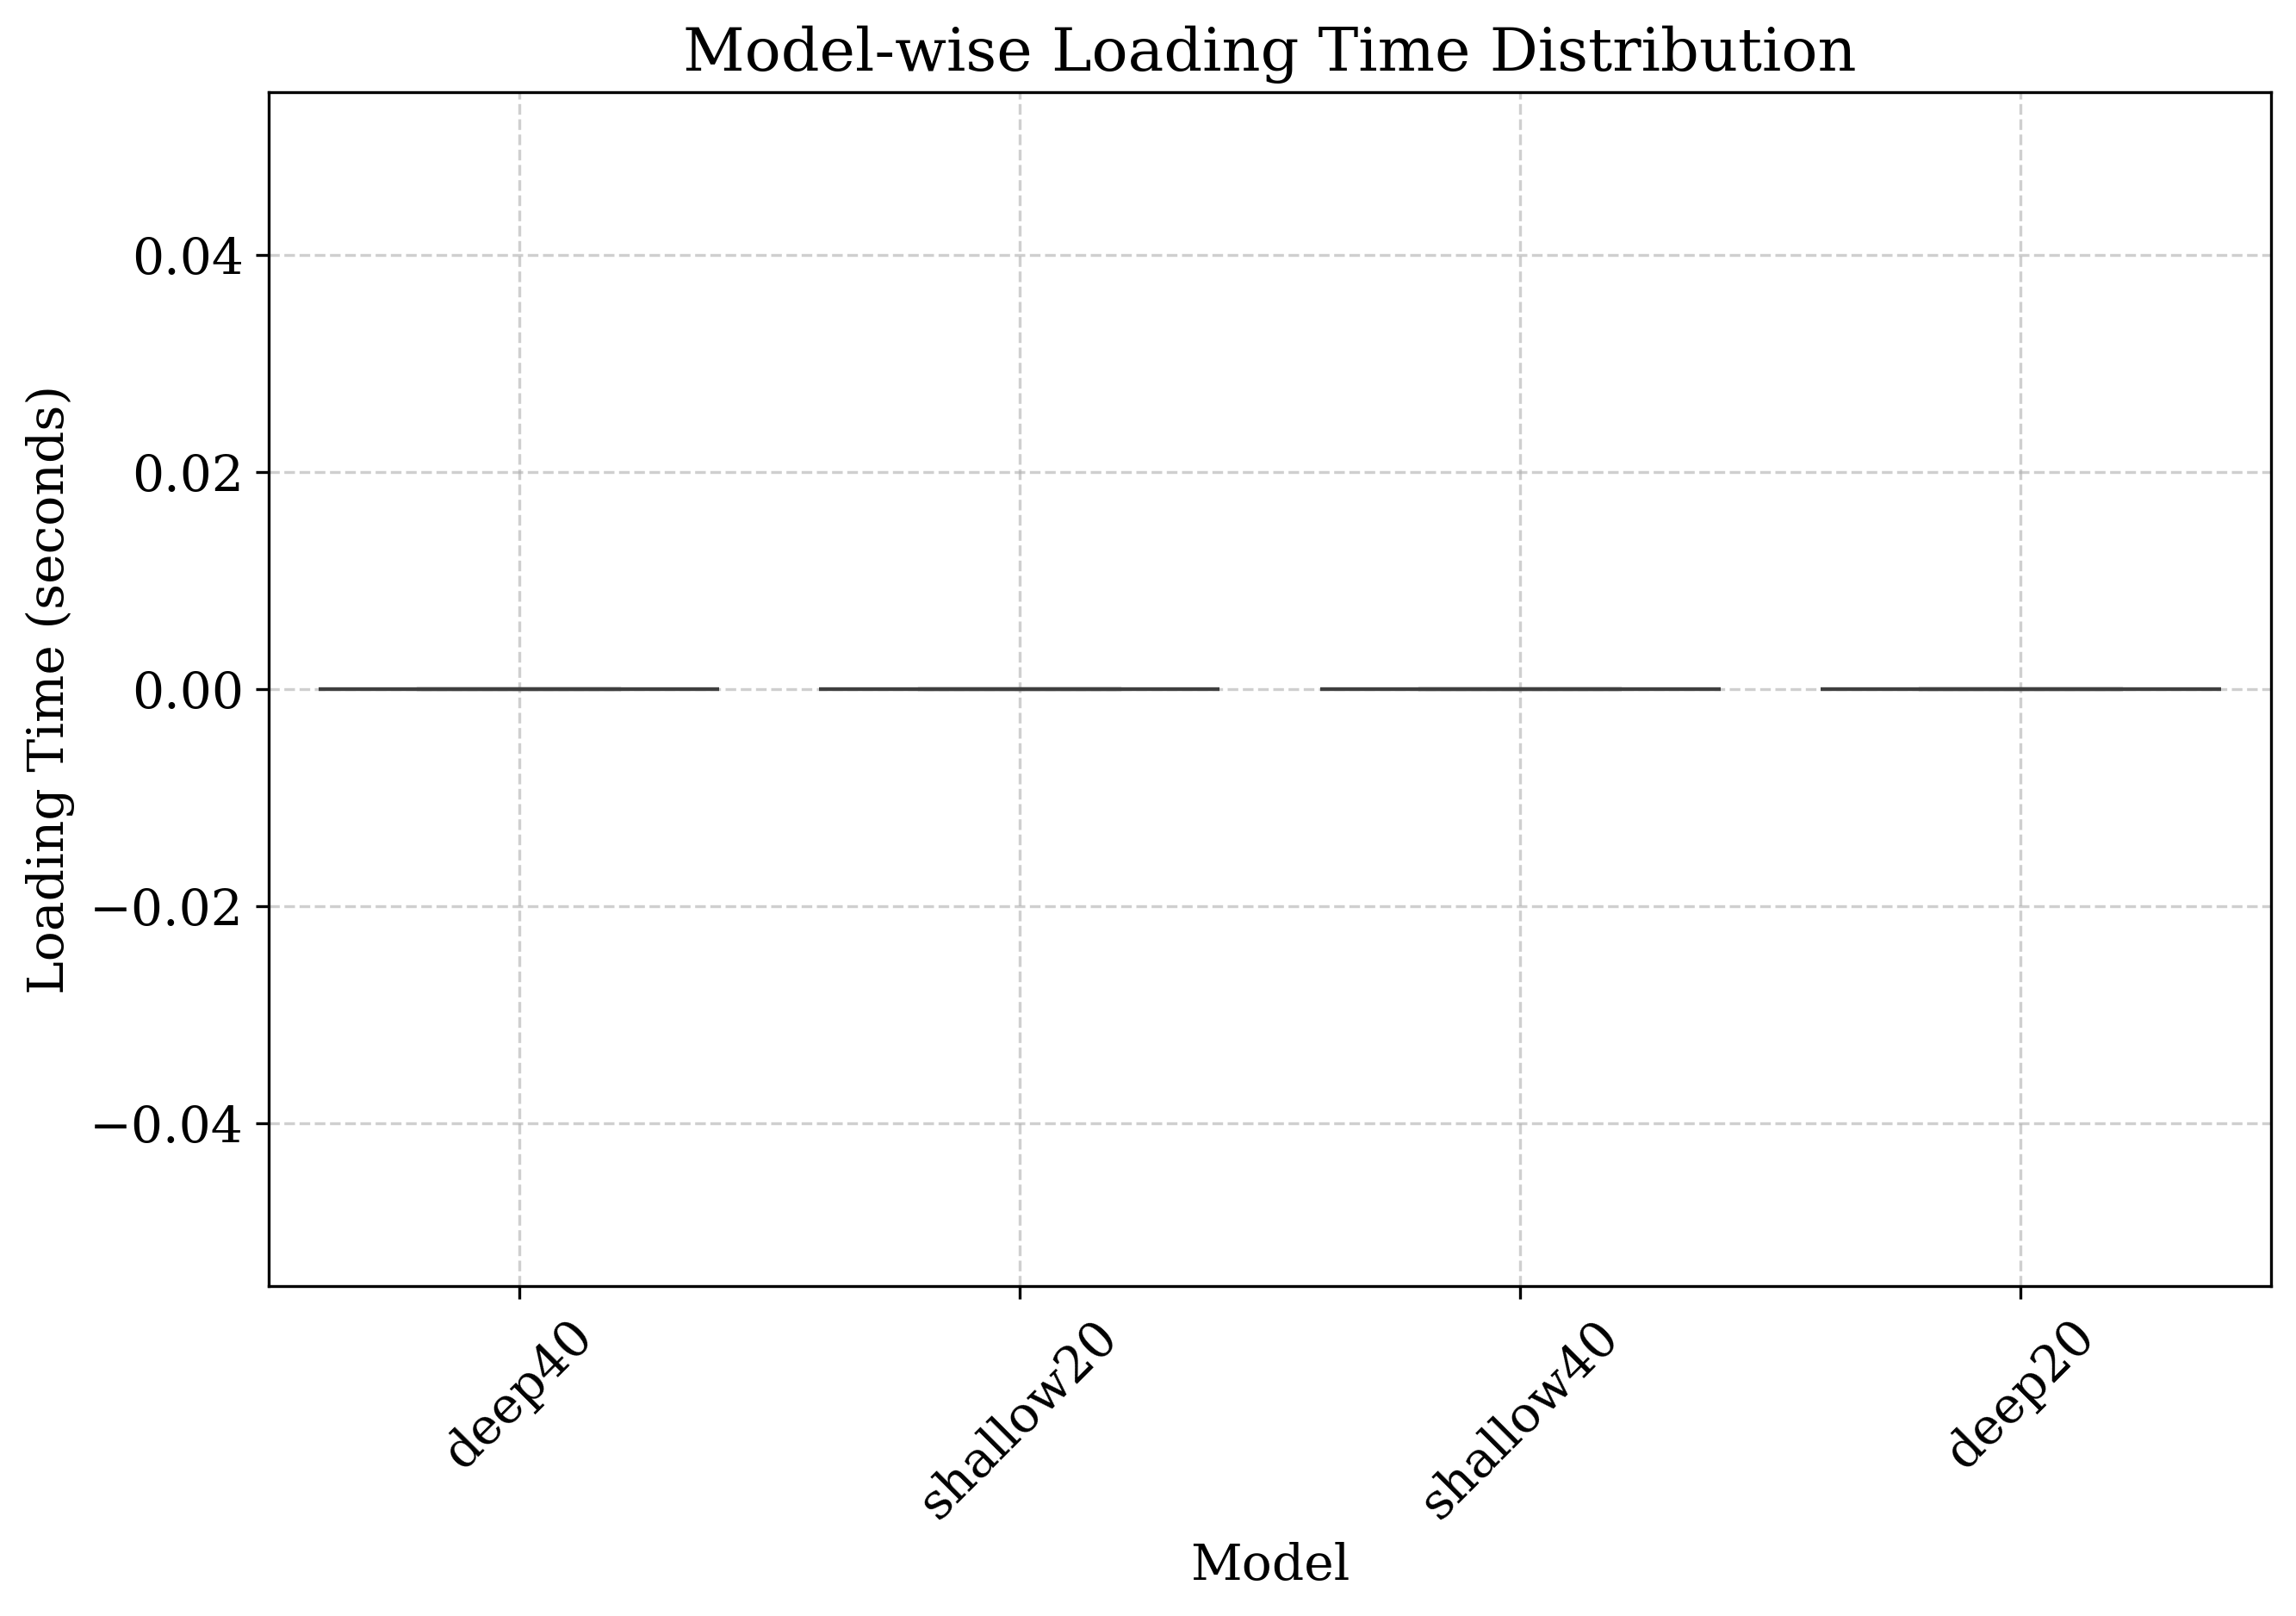 Model-wise Loading Time Distribution
Loading Time (seconds)
0.04
0.02
0.00
−0.02
−0.04
deep40
shallow20
shallow40
deep20
Model